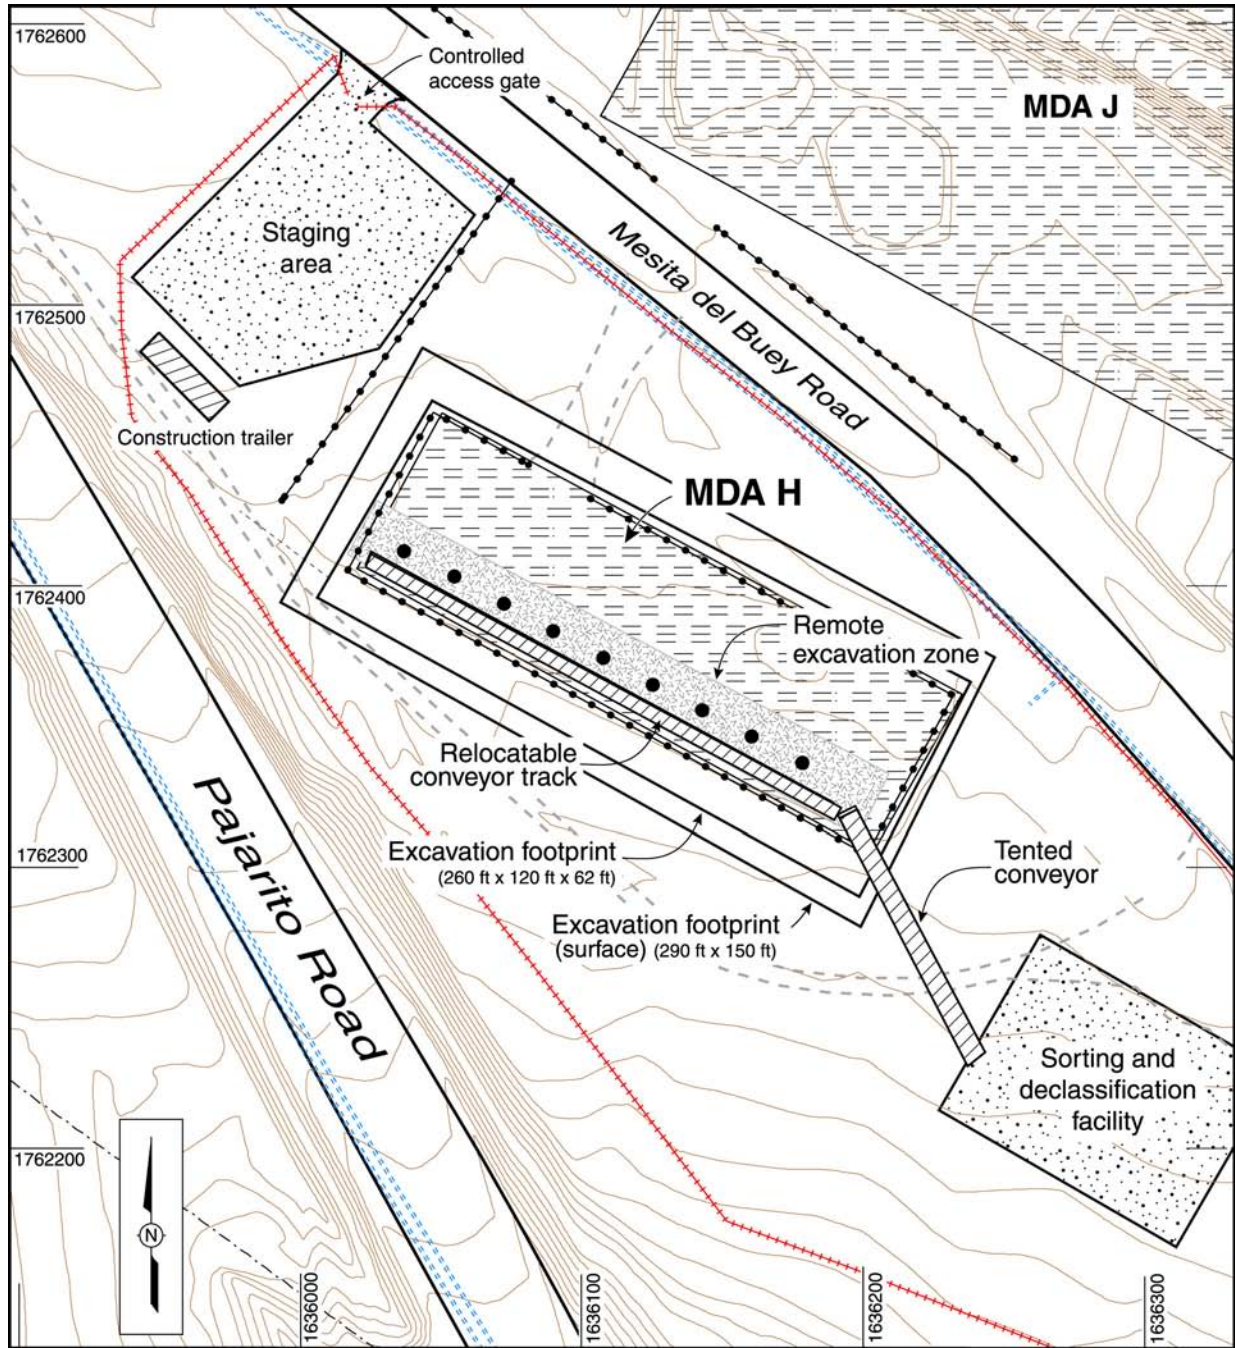 1762600
Controlled
access gate
MDA J
Staging
area
Mesita del Buey Road
1762500
Construction trailer
MDA H
1762400
Remote
excavation zone
Relocatable
conveyor track
Pajarito Road
1762300
Excavation footprint
(260 ft x 120 ft x 62 ft)
Tented
conveyor
Excavation footprint
(surface) (290 ft x 150 ft)
Sorting and
declassification
facility
1762200
N
1636000
1636100
1636200
1636300